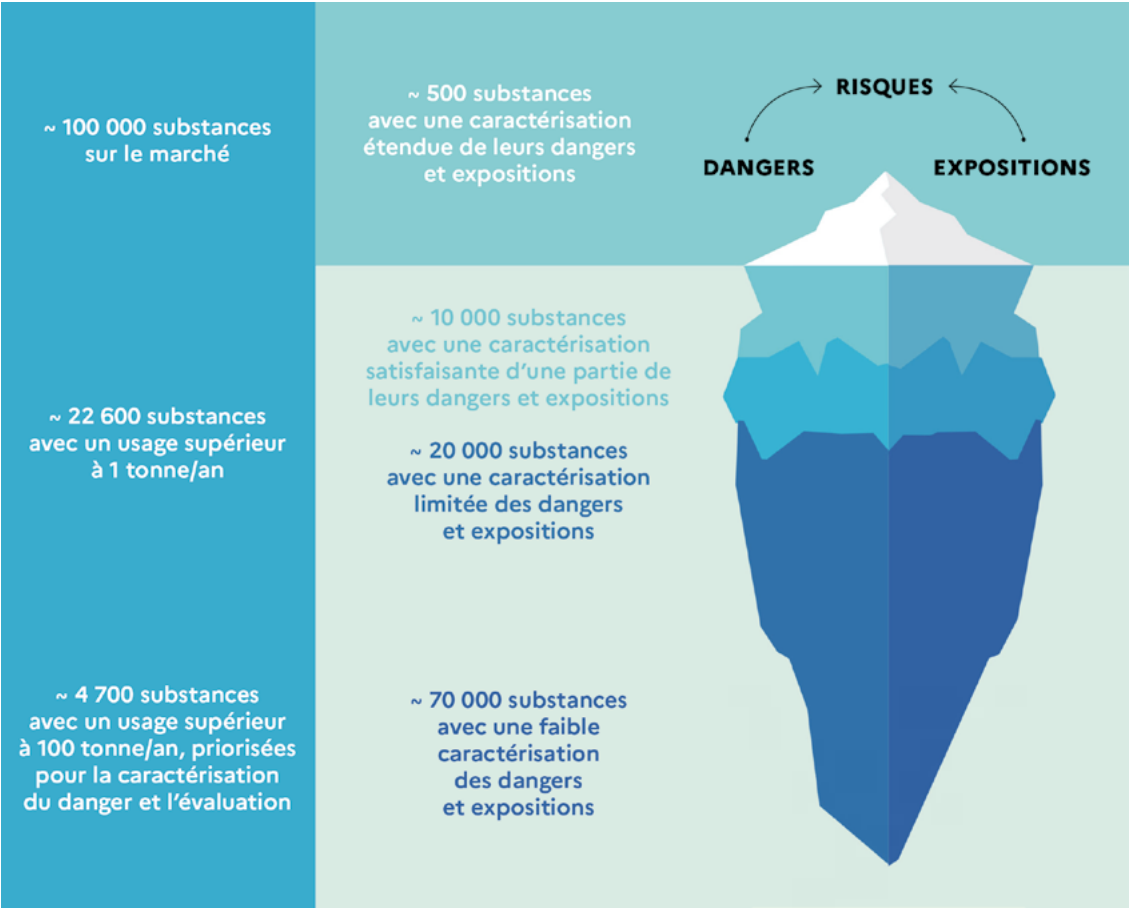 ~ 100 000 substances
sur le marché
~ 22 600 substances
avec un usage supérieur
à 1 tonne/an
~ 4 700 substances
avec un usage supérieur
à 100 tonne/an, priorisées
pour la caractérisation
du danger et l’évaluation
~ 500 substances
avec une caractérisation
étendue de leurs dangers
et expositions
~ 10 000 substances
avec une caractérisation
satisfaisante d’une partie de
leurs dangers et expositions
~ 20 000 substances
avec une caractérisation
limitée des dangers
et expositions
~ 70 000 substances
avec une faible
caractérisation
des dangers
et expositions
RISQUES
DANGERS
EXPOSITIONS